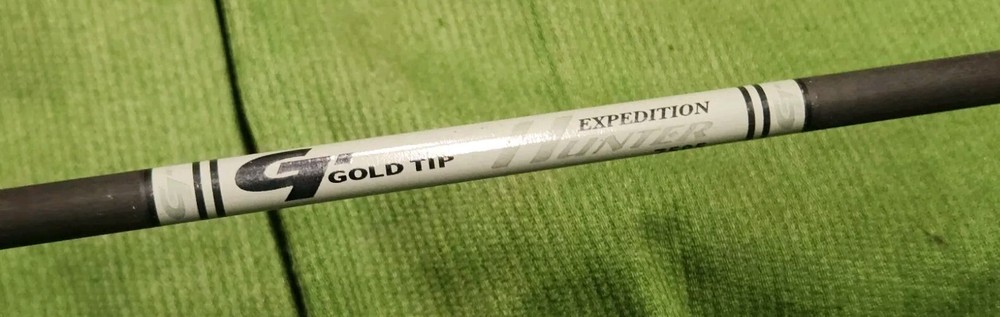 GT
GOLD TIP
EXPEDITION
HUNTER